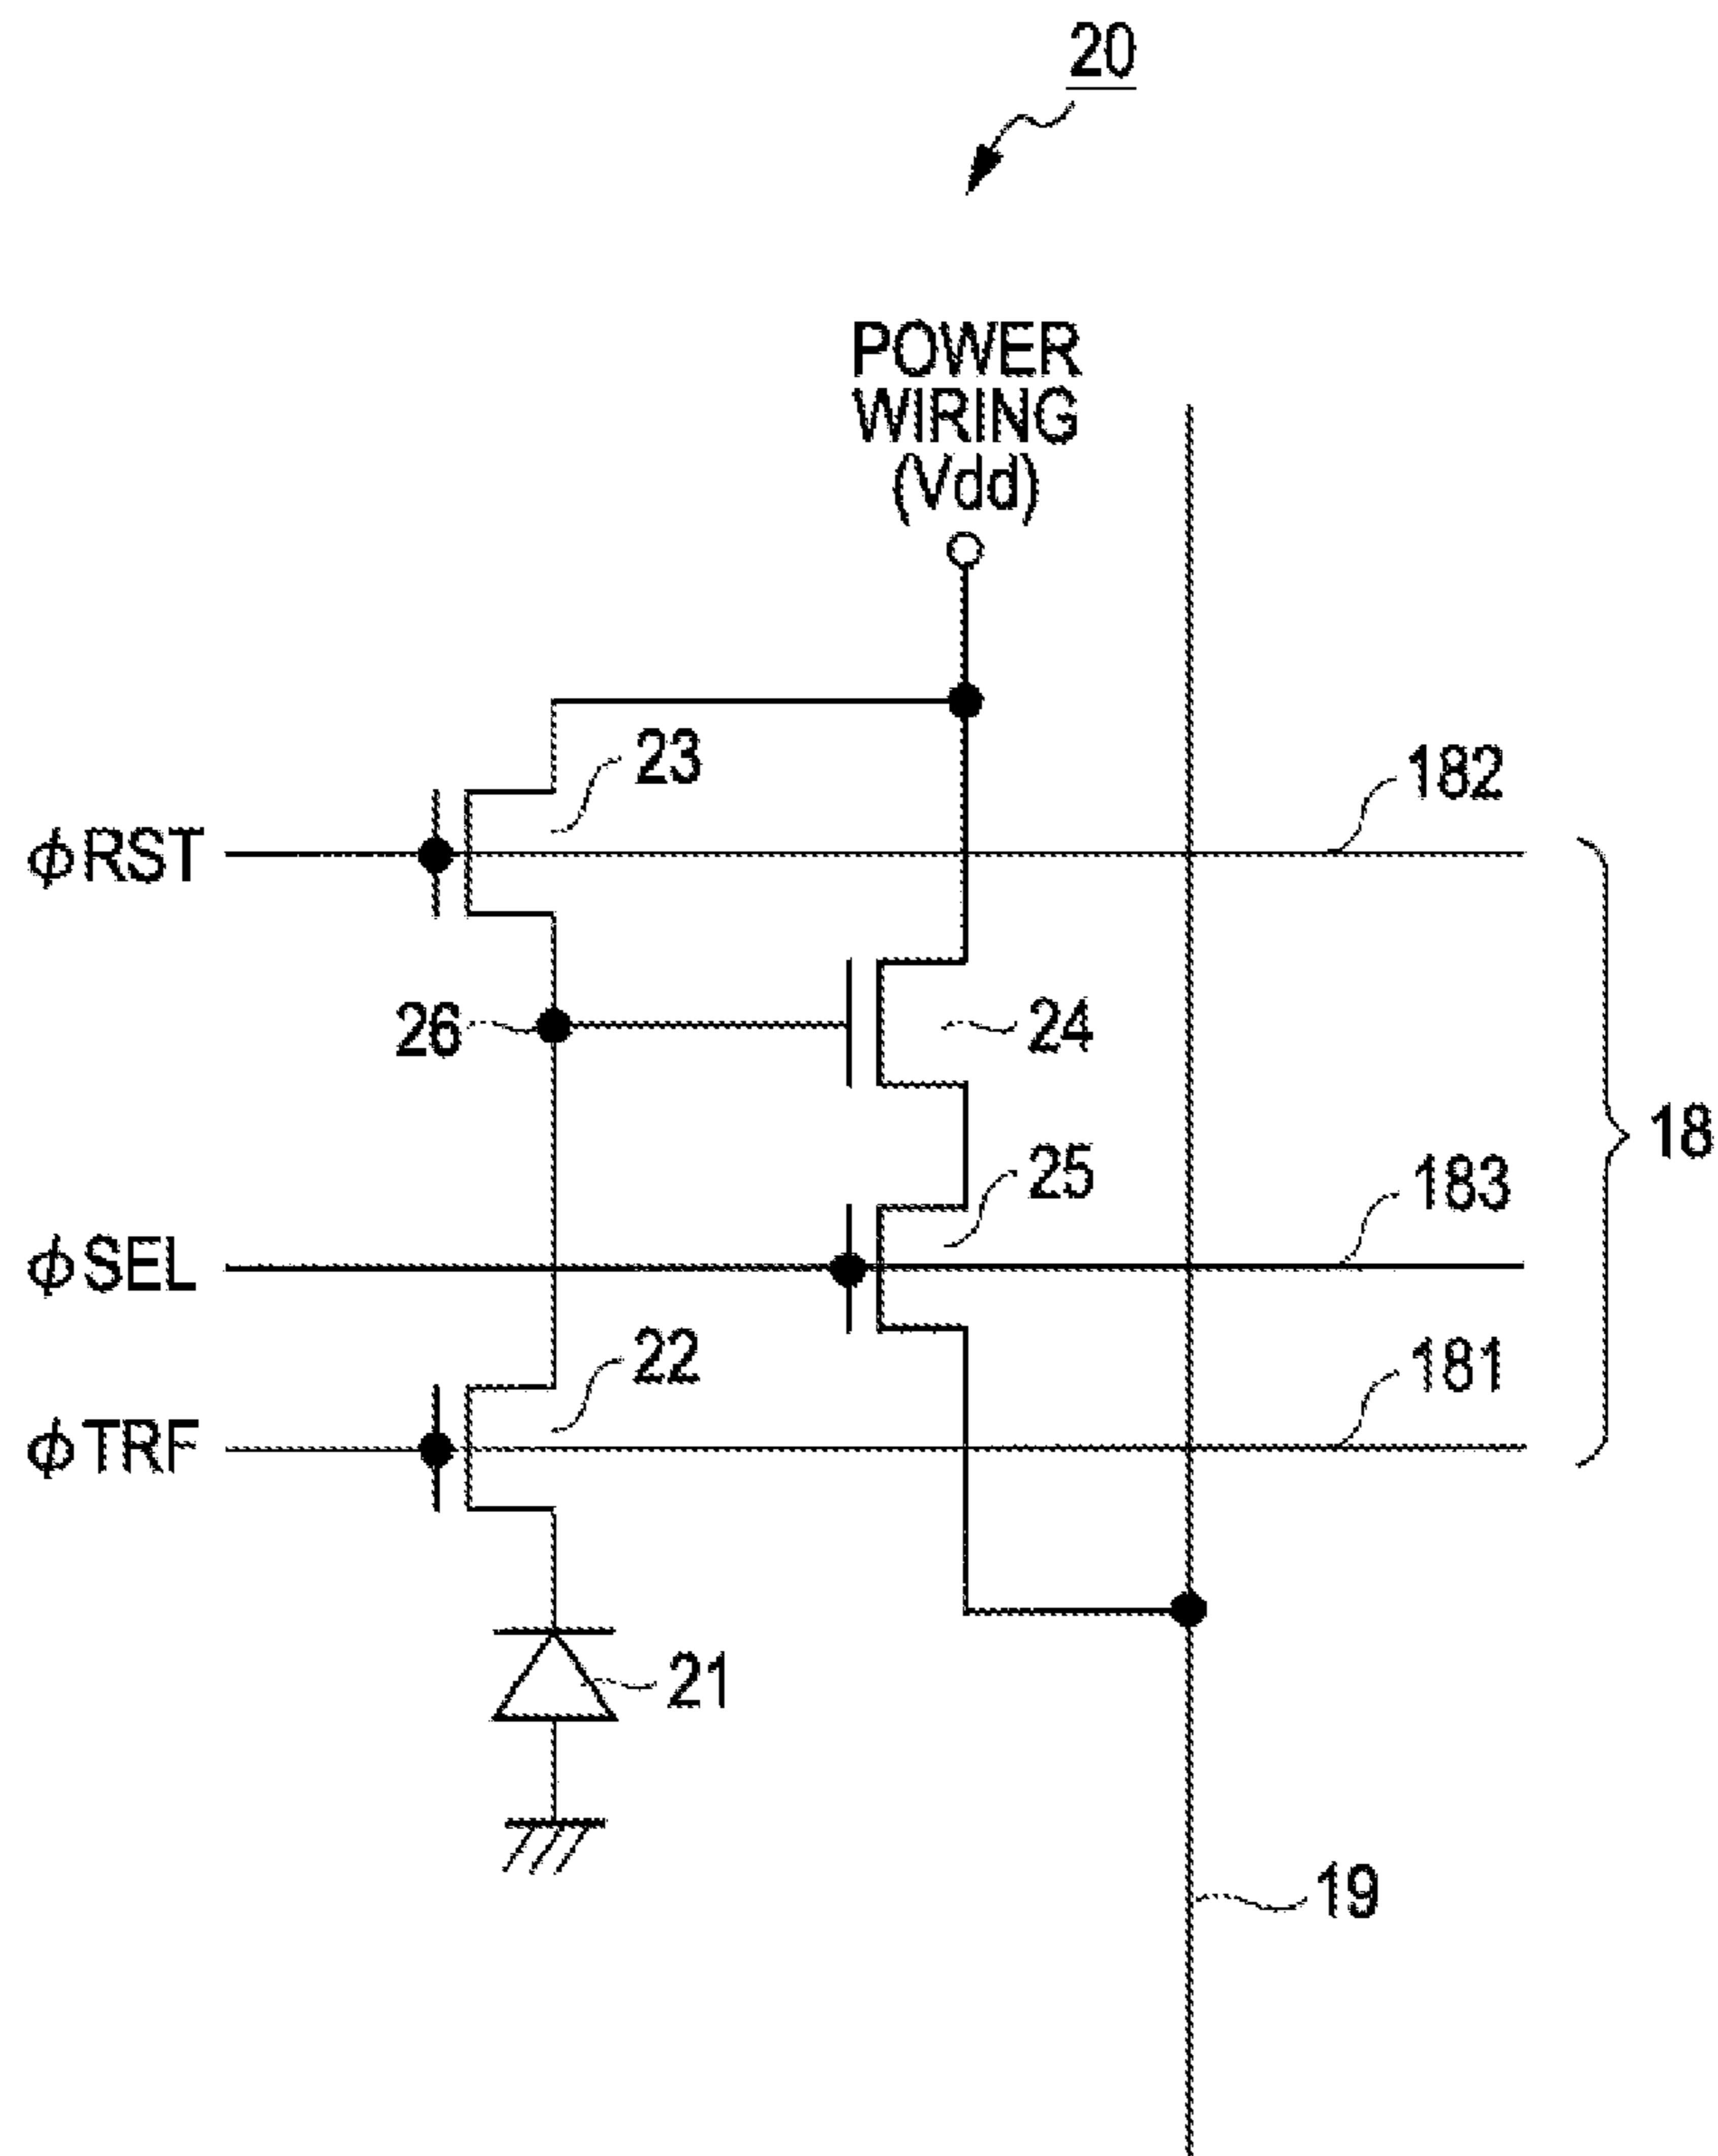 20
POWER
WIRING
(Vdd)
23
182
ϕRST
26
24
18
25
183
ϕSEL
22
181
ϕTRF
21
19